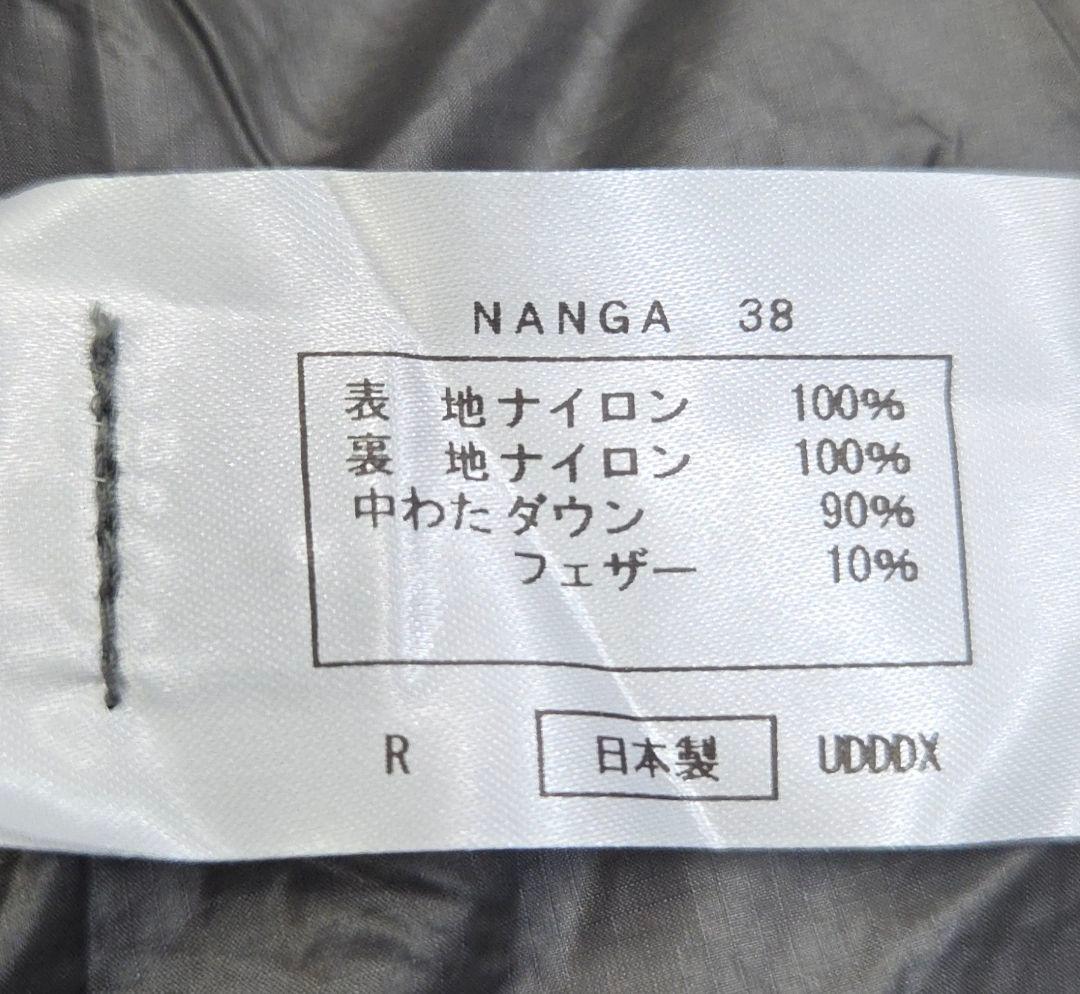 NANGA 38
表 地ナイロン 100%
裏 地ナイロン 100%
中わたダウン 90%
フェザー 10%
R 日本製 UDDDX